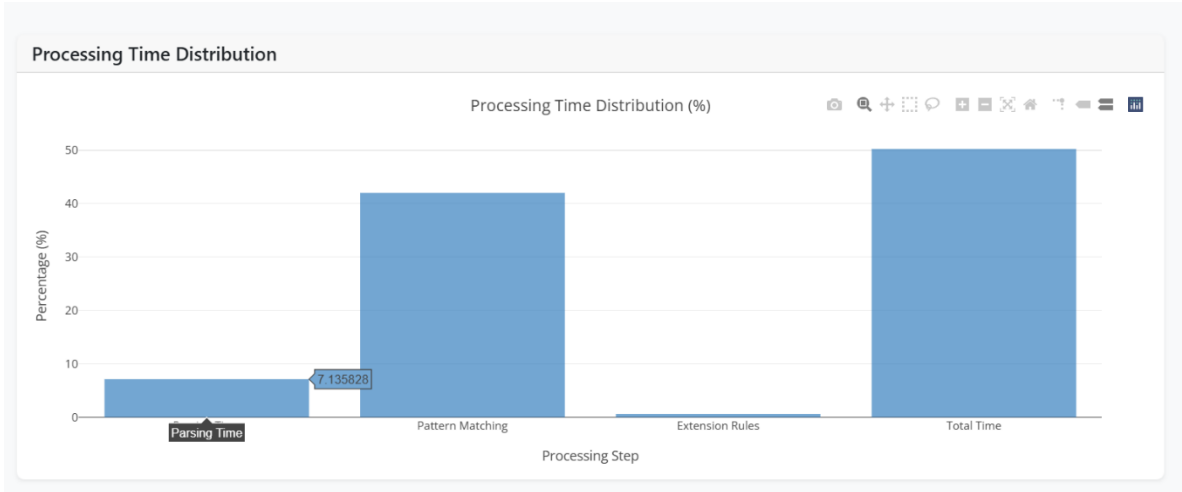 Processing Time Distribution
Processing Time Distribution (%)
50
40
30
20
10
0
Percentage (%)
7.135828
Parsing Time
Pattern Matching
Extension Rules
Total Time
Processing Step